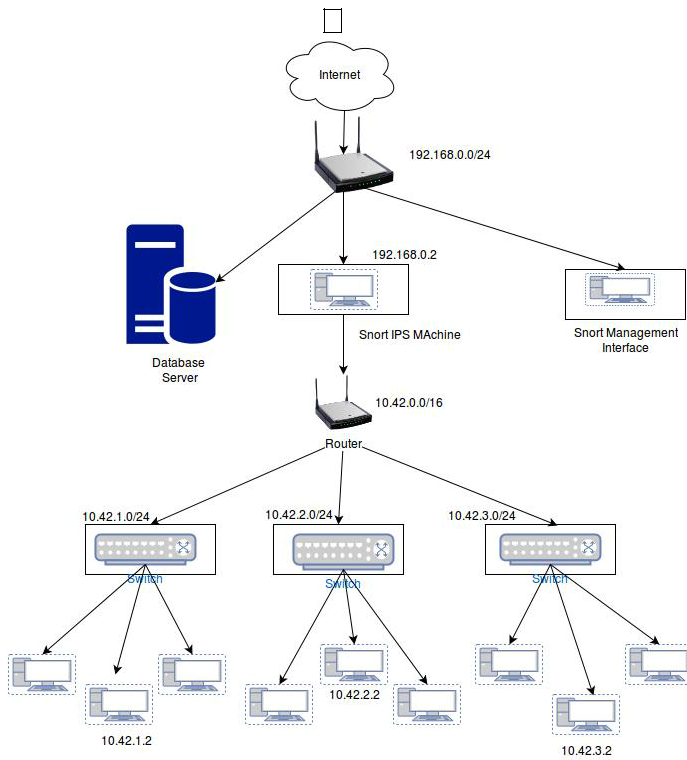 Internet
192.168.0.0/24
192.168.0.2
Database
Server
Snort IPS MAchine
Snort Management
Interface
10.42.0.0/16
Router
10.42.1.0/24
10.42.2.0/24
10.42.3.0/24
Switch
Switch
Switch
10.42.2.2
10.42.1.2
10.42.3.2